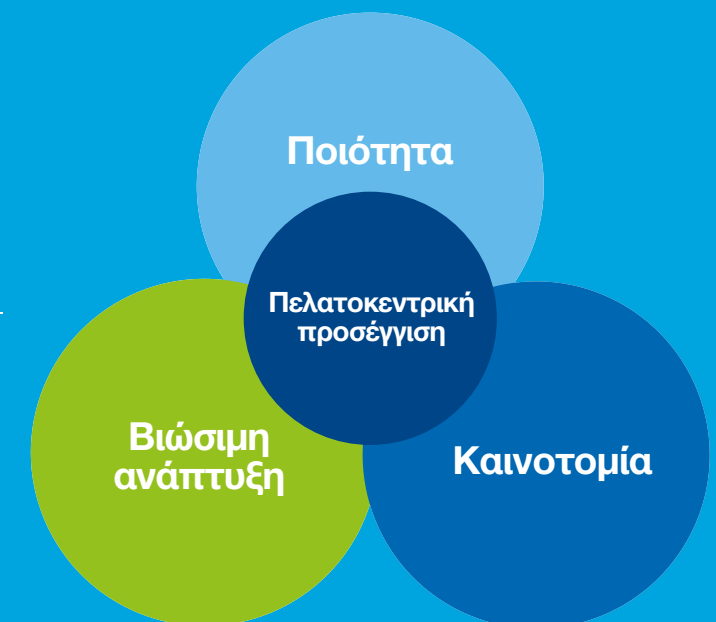 Ποιότητα
Πελατοκεντρική
προσέγγιση
Βιώσιμη
ανάπτυξη
Καινοτομία